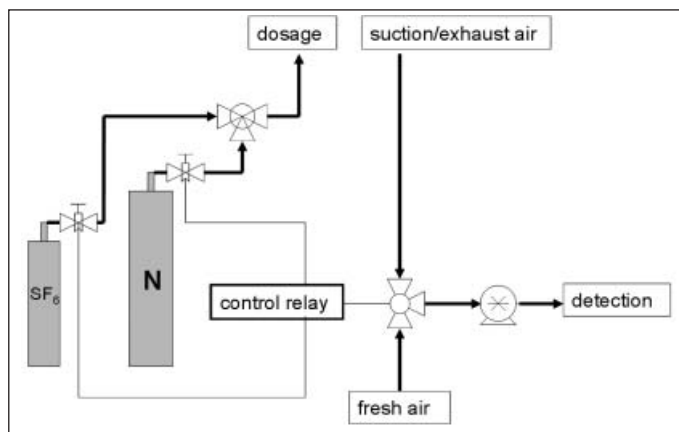 dosage
suction/exhaust air
SF₆
N
control relay
detection
fresh air